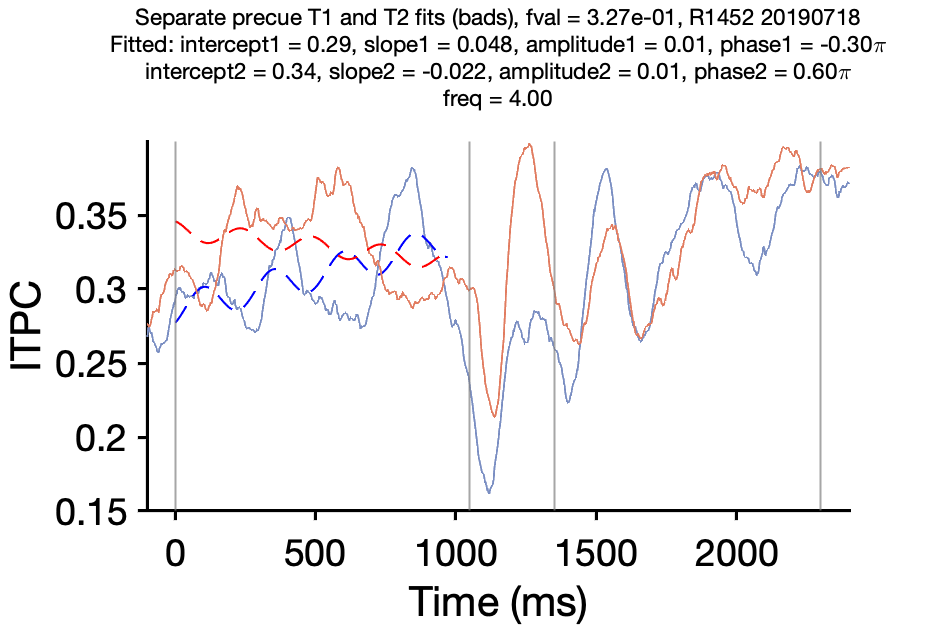 Separate precue T1 and T2 fits (bads), fval = 3.27e-01, R1452 20190718
Fitted: intercept1 = 0.29, slope1 = 0.048, amplitude1 = 0.01, phase1 = -0.30π
intercept2 = 0.34, slope2 = -0.022, amplitude2 = 0.01, phase2 = 0.60π
freq = 4.00
0.35
0.3
0.25
0.2
0.15
ITPC
0 500 1000 1500 2000
Time (ms)